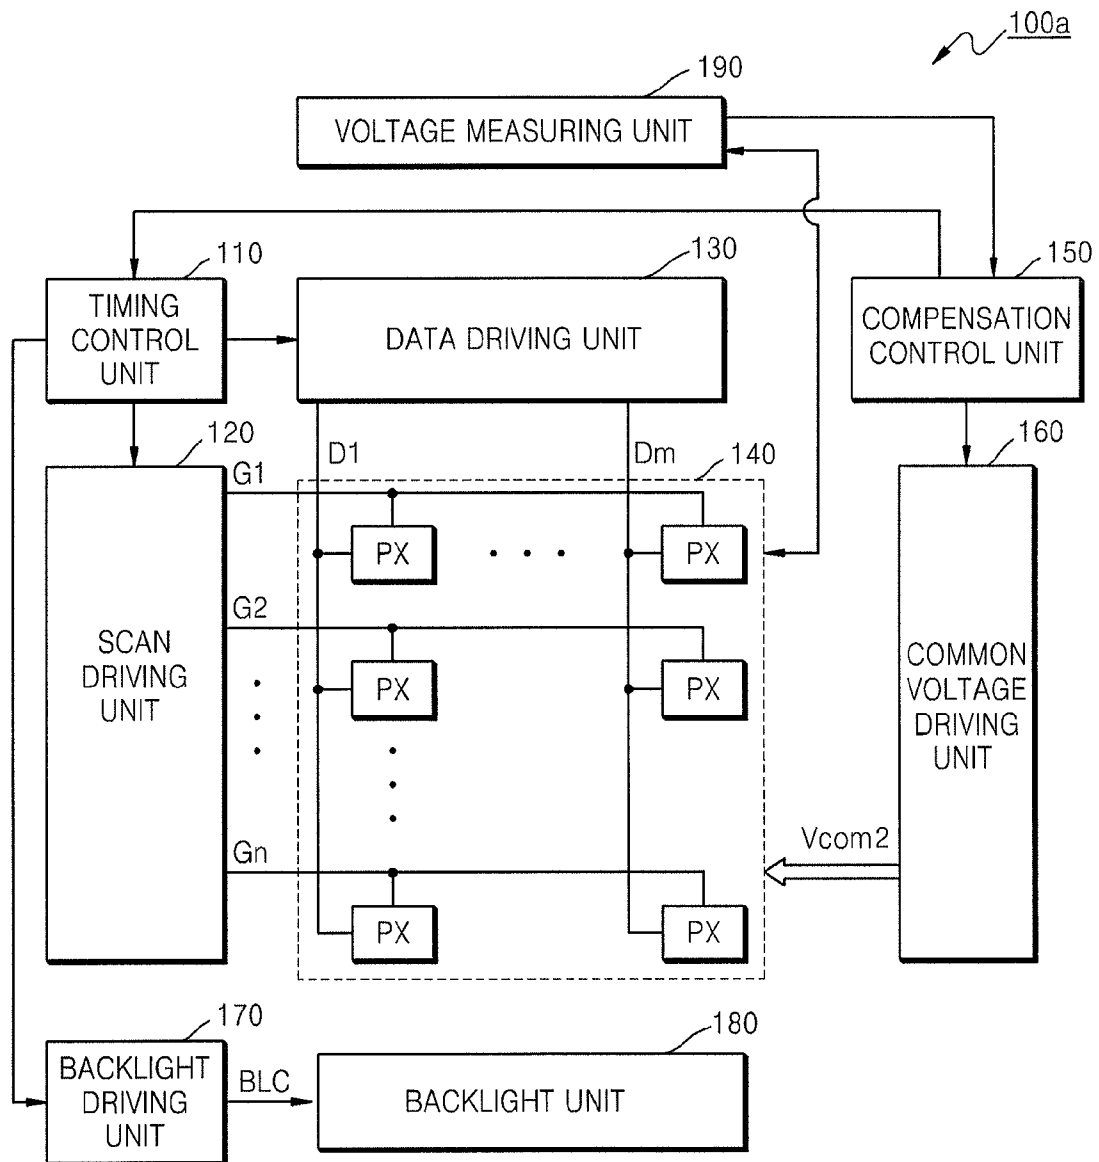 100a
190
VOLTAGE MEASURING UNIT
110
130
150
TIMING
CONTROL
UNIT
DATA DRIVING UNIT
COMPENSATION
CONTROL UNIT
120
D1
Dm
140
160
G1
PX
PX
G2
SCAN
DRIVING
UNIT
PX
PX
COMMON
VOLTAGE
DRIVING
UNIT
Vcom2
Gn
PX
PX
170
180
BACKLIGHT
DRIVING
UNIT
BLC
BACKLIGHT UNIT